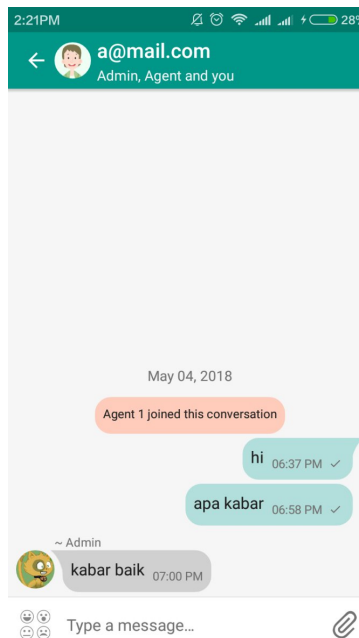 2:21PM 28%
a@mail.com
Admin, Agent and you
May 04, 2018
Agent 1 joined this conversation
hi 06:37 PM
apa kabar 06:58 PM
~ Admin
kabar baik 07:00 PM
Type a message...